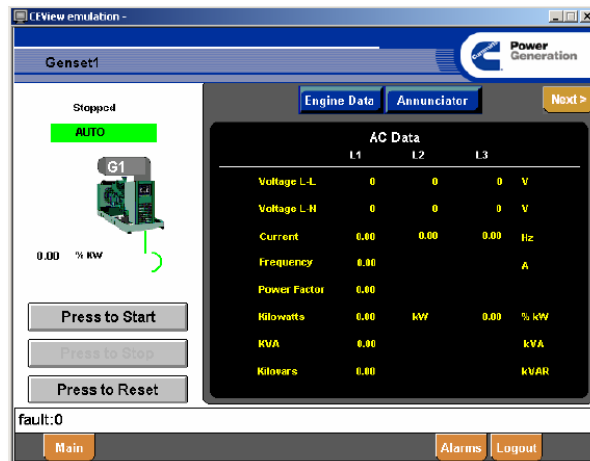 CEView emulation -
Genset1
Power
Generation
Stopped
AUTO
G1
0.00 % KW
Press to Start
Press to Stop
Press to Reset
Engine Data Annunciator Next >
AC Data
L1 L2 L3
Voltage L-L 0 0 0 V
Voltage L-N 0 0 0 V
Current 0.00 0.00 0.00 Hz
Frequency 0.00 A
Power Factor 0.00
Kilowatts 0.00 kW 0.00 % kW
KVA 0.00 kVA
Kilovars 0.00 kVAR
fault:0
Main Alarms Logout